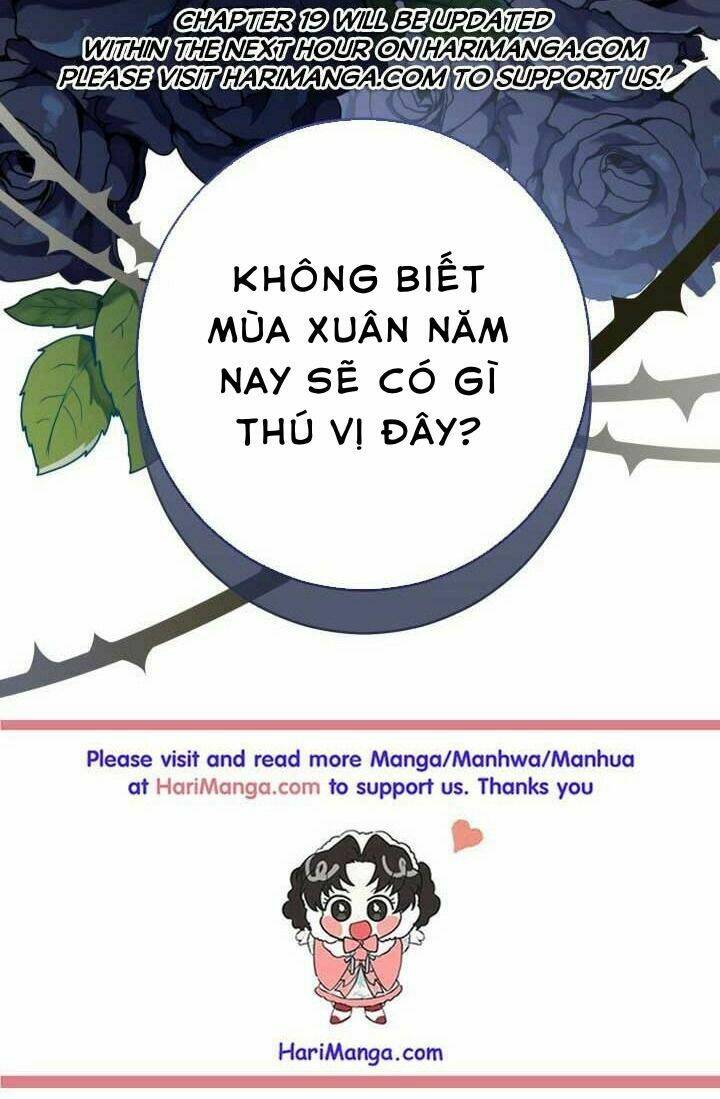 CHAPTER 19 WILL BE UPDATED
WITHIN THE NEXT HOUR ON HARIMANGA.COM
PLEASE VISIT HARIMANGA.COM TO SUPPORT US!
KHÔNG BIẾT
MÙA XUÂN NĂM
NAY SẼ CÓ GÌ
THÚ VỊ ĐÂY?
Please visit and read more Manga/Manhwa/Manhua
at HariManga.com to support us. Thanks you
HariManga.com